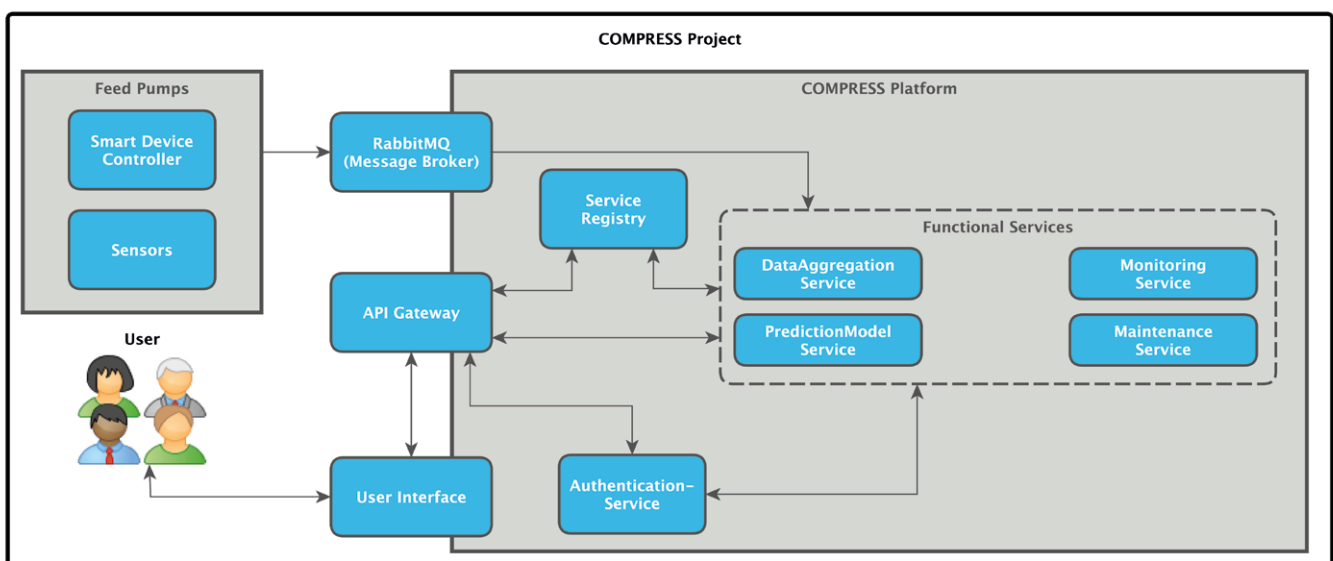 COMPRESS Project
Feed Pumps
Smart Device
Controller
Sensors
User
RabbitMQ
(Message Broker)
API Gateway
User Interface
COMPRESS Platform
Service
Registry
Functional Services
DataAggregation
Service
Monitoring
Service
PredictionModel
Service
Maintenance
Service
Authentication-
Service